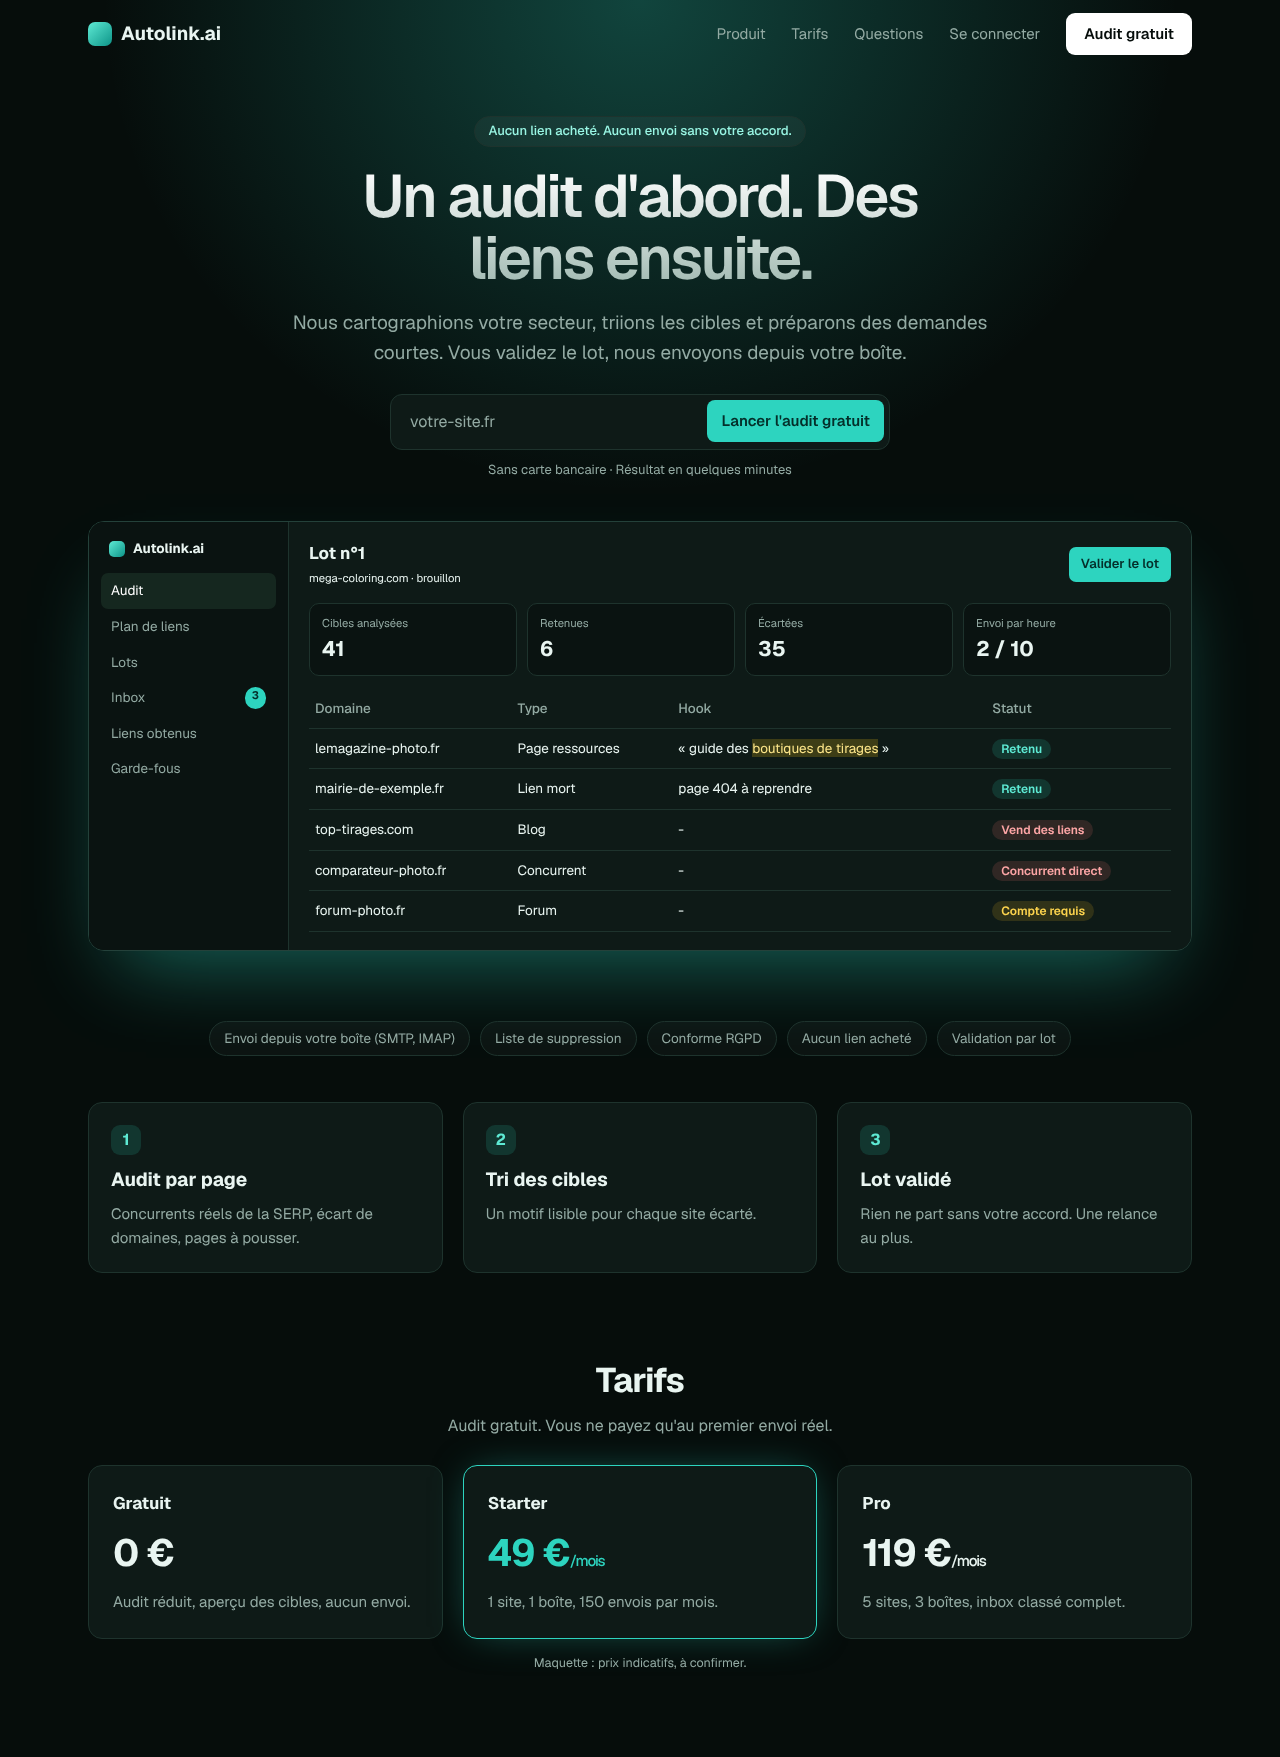 Autolink.ai
Produit
Tarifs
Questions
Se connecter
Audit gratuit
Aucun lien acheté. Aucun envoi sans votre accord.
Un audit d'abord. Des
liens ensuite.
Nous cartographions votre secteur, triions les cibles et préparons des demandes
courtes. Vous validez le lot, nous envoyons depuis votre boîte.
votre-site.fr
Lancer l'audit gratuit
Sans carte bancaire · Résultat en quelques minutes
Autolink.ai
Audit
Plan de liens
Lots
Inbox 3
Liens obtenus
Garde-fous
Lot n°1
mega-coloring.com · brouillon
Valider le lot
Cibles analysées
41
Retenues
6
Écartées
35
Envoi par heure
2 / 10
Domaine Type Hook Statut
lemagazine-photo.fr Page ressources « guide des boutiques de tirages » Retenu
mairie-de-exemple.fr Lien mort page 404 à reprendre Retenu
top-tirages.com Blog - Vend des liens
comparateur-photo.fr Concurrent - Concurrent direct
forum-photo.fr Forum - Compte requis
Envoi depuis votre boîte (SMTP, IMAP)
Liste de suppression
Conforme RGPD
Aucun lien acheté
Validation par lot
1
Audit par page
Concurrents réels de la SERP, écart de
domaines, pages à pousser.
2
Tri des cibles
Un motif lisible pour chaque site écarté.
3
Lot validé
Rien ne part sans votre accord. Une relance
au plus.
Tarifs
Audit gratuit. Vous ne payez qu'au premier envoi réel.
Gratuit
0 €
Audit réduit, aperçu des cibles, aucun envoi.
Starter
49 €/mois
1 site, 1 boîte, 150 envois par mois.
Pro
119 €/mois
5 sites, 3 boîtes, inbox classé complet.
Maquette : prix indicatifs, à confirmer.